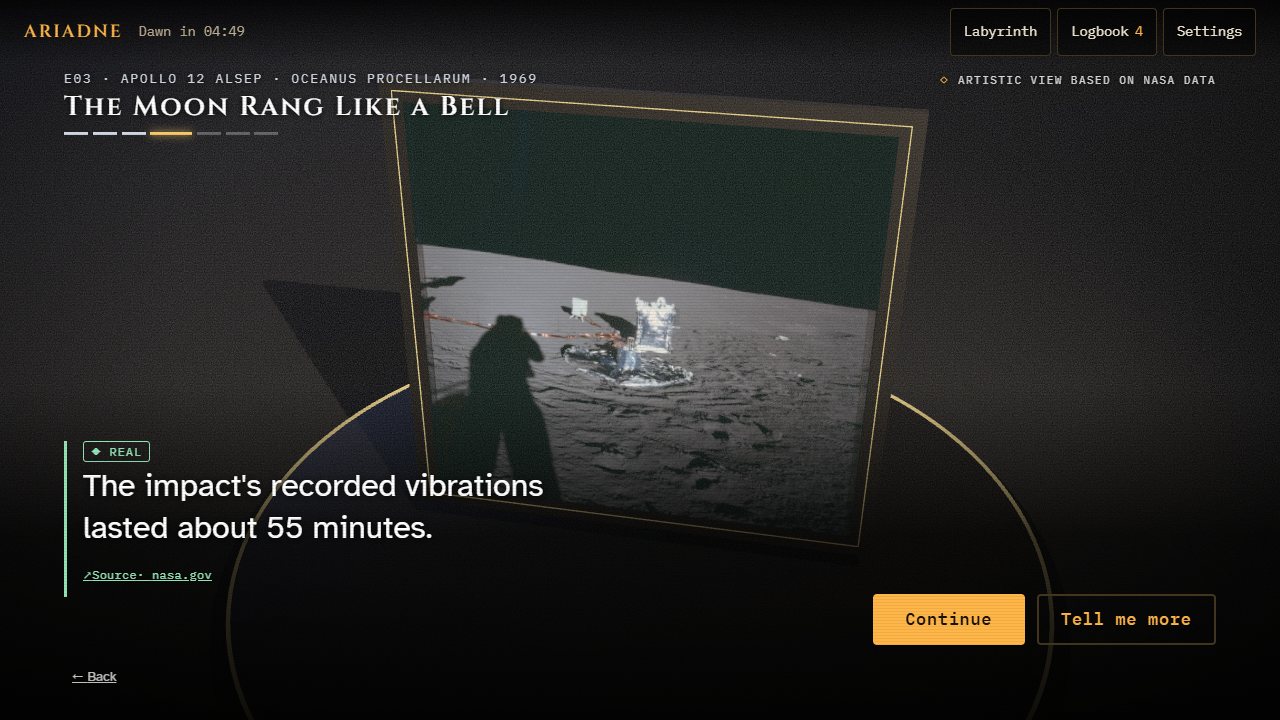 ARIADNE Dawn in 04:49 Labyrinth Logbook 4 Settings
E03 · APOLLO 12 ALSEP · OCEANUS PROCELLARUM · 1969
◇ ARTISTIC VIEW BASED ON NASA DATA
The Moon Rang Like a Bell
◆ REAL
The impact's recorded vibrations
lasted about 55 minutes.
↗Source· nasa.gov
Continue Tell me more
← Back